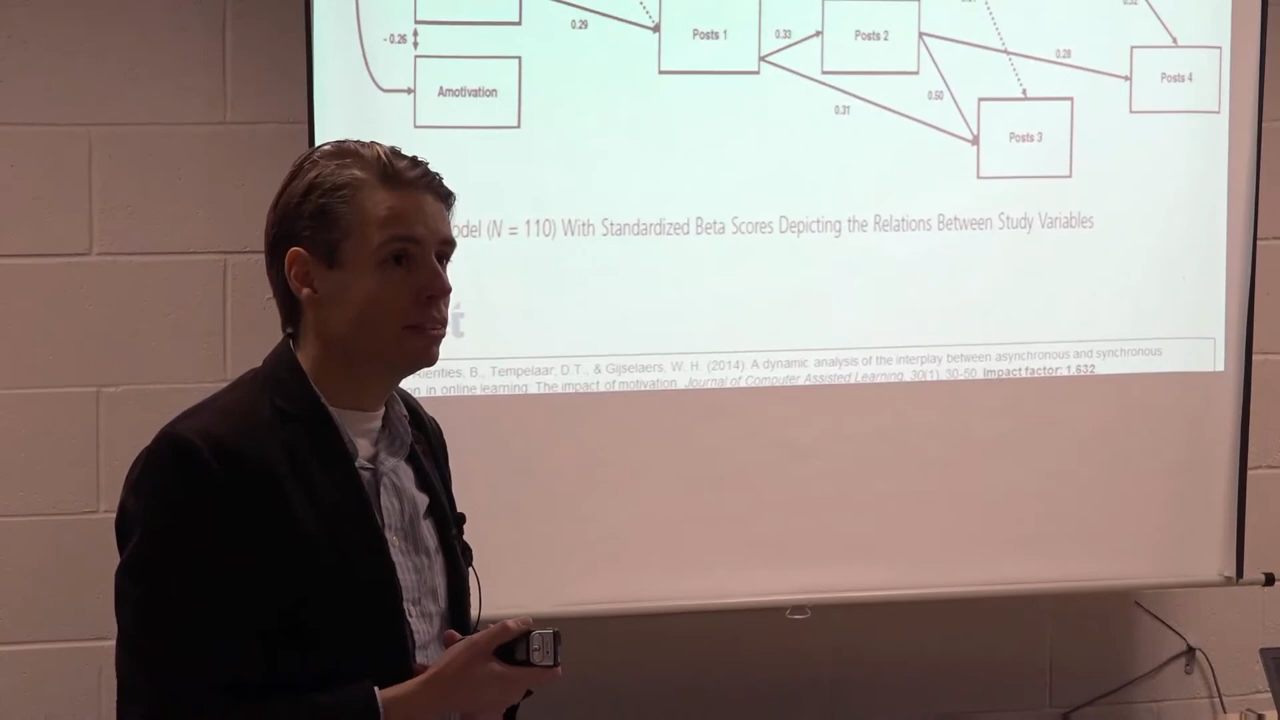 0.29
Posts 1
0.33
Posts 2
0.28
- 0.26
Amotivation
0.31
0.50
Posts 3
Posts 4
odel (N = 110) With Standardized Beta Scores Depicting the Relations Between Study Variables
B., Tempelaar, D.T., & Gijselaers, W. H. (2014). A dynamic analysis of the interplay between asynchronous and synchronous
in online learning. The impact of motivation. Journal of Computer Assisted Learning, 30(1), 30-50. Impact factor: 1.632